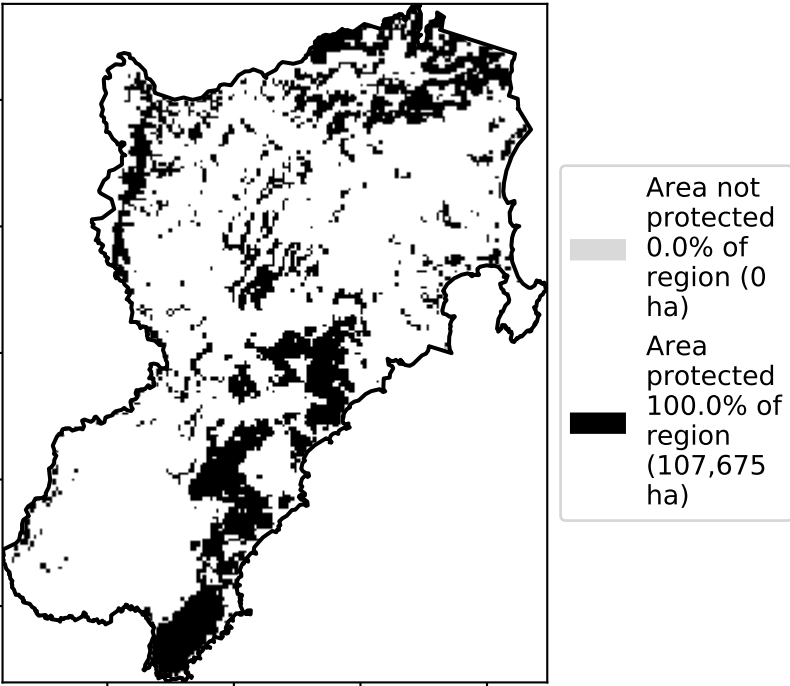 Area not
protected
0.0% of
region (0
ha)
Area
protected
100.0% of
region
(107,675
ha)